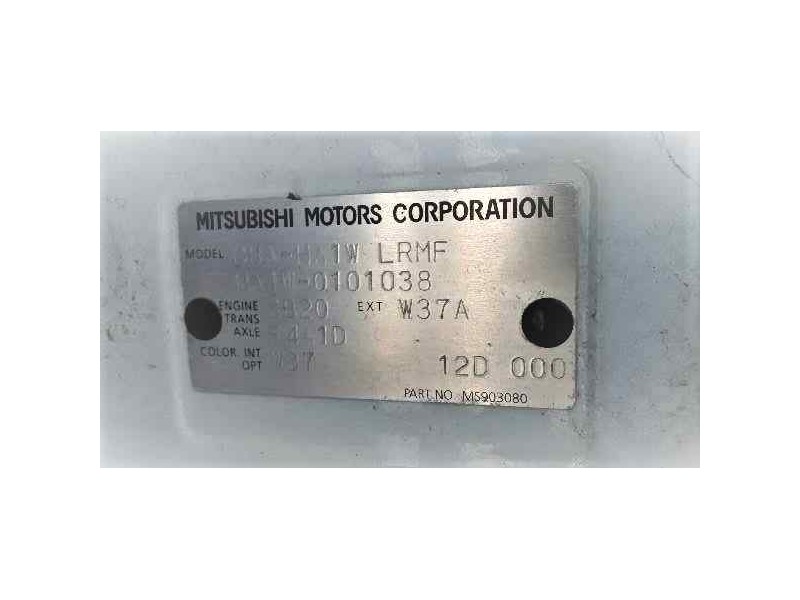 MITSUBISHI MOTORS CORPORATION
MODEL LRMF
-0101038
ENGINE EXT W37A
TRANS
AXLE -1D
COLOR, INT
OPT 12D 000
PART NO MS903080